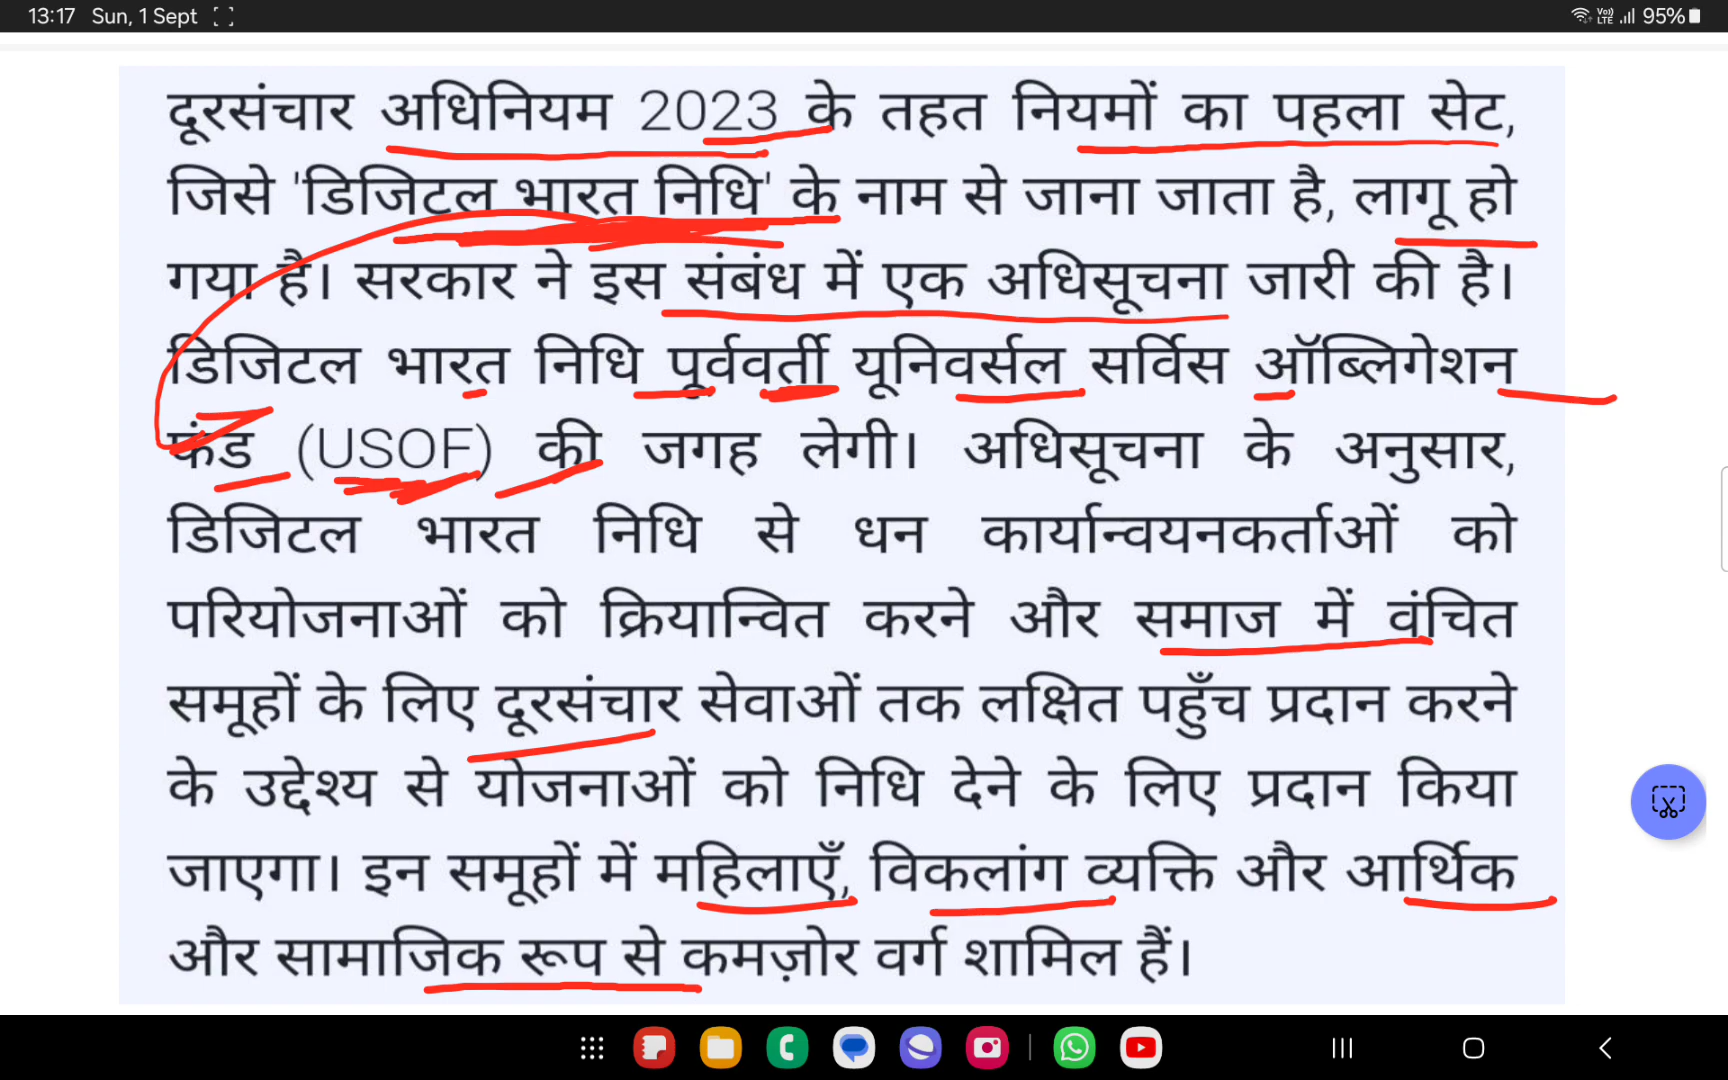 13:17 Sun, 1 Sept
Vo) LTE 95%
दूरसंचार अधिनियम 2023 के तहत नियमों का पहला सेट,
जिसे 'डिजिटल भारत निधि' के नाम से जाना जाता है, लागू हो
गया है। सरकार ने इस संबंध में एक अधिसूचना जारी की है।
डिजिटल भारत निधि पूर्ववर्ती यूनिवर्सल सर्विस ऑब्लिगेशन
फंड (USOF) की जगह लेगी। अधिसूचना के अनुसार,
डिजिटल भारत निधि से धन कार्यान्वयनकर्ताओं को
परियोजनाओं को क्रियान्वित करने और समाज में वंचित
समूहों के लिए दूरसंचार सेवाओं तक लक्षित पहुँच प्रदान करने
के उद्देश्य से योजनाओं को निधि देने के लिए प्रदान किया
जाएगा। इन समूहों में महिलाएँ, विकलांग व्यक्ति और आर्थिक
और सामाजिक रूप से कमज़ोर वर्ग शामिल हैं।